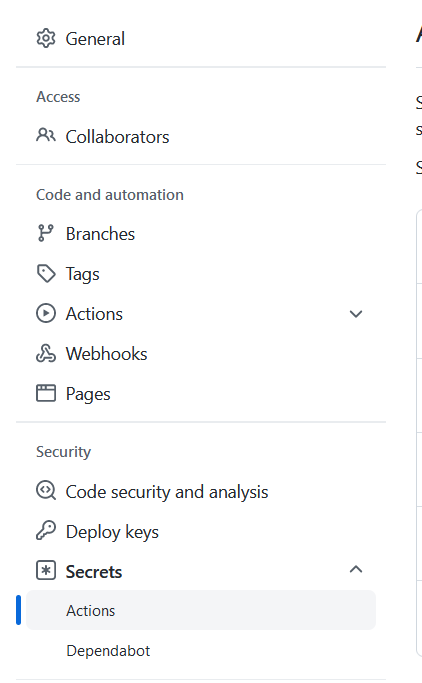 General
Access
Collaborators
Code and automation
Branches
Tags
Actions
Webhooks
Pages
Security
Code security and analysis
Deploy keys
Secrets
Actions
Dependabot